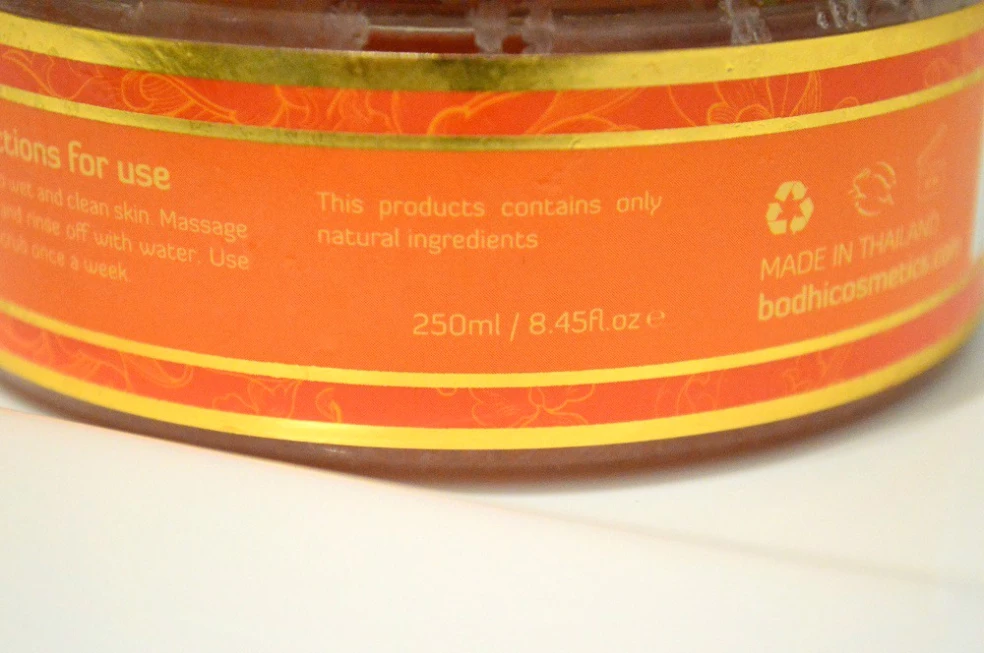 ctions for use
wet and clean skin. Massage
and rinse off with water. Use
scrub once a week
This products contains only
natural ingredients
250ml / 8.45fl.oz ℮
MADE IN THAILAND
bodhicosmetics.com